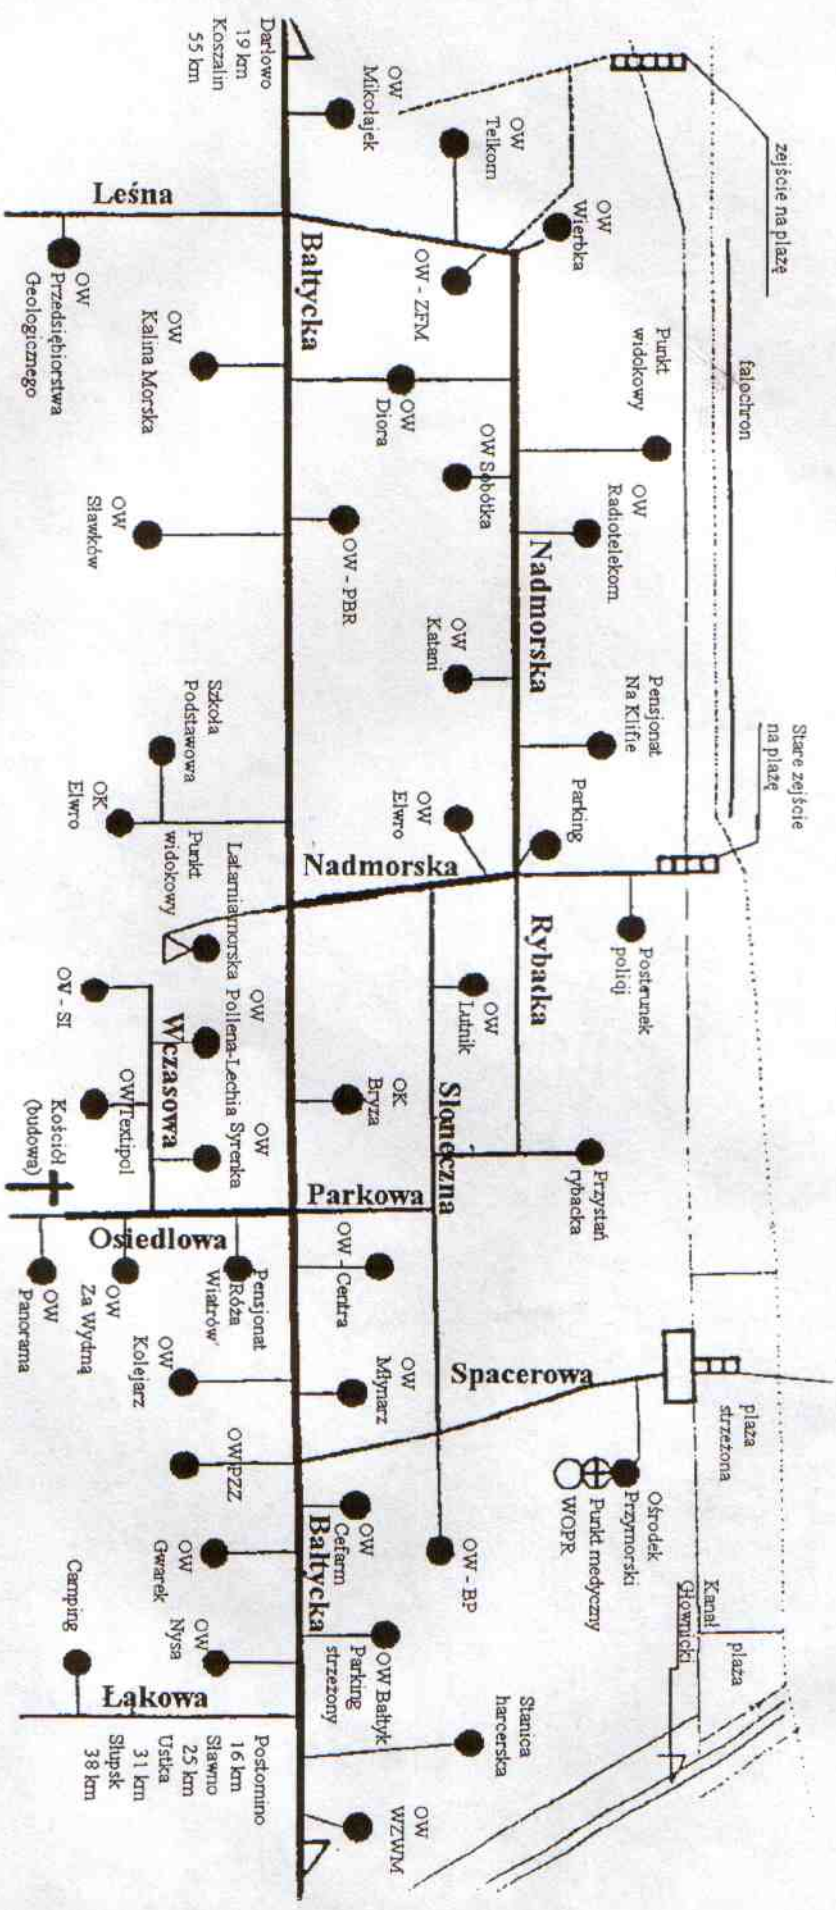 Darłowo
19 km
Koszalin
55 km
OW
Mikołajek
OW
Telkom
zejście na plażę
Leśna
OW
Przedsiębiorstwa
Geologicznego
Bałtycka
OW
Wierbka
OW - ZFM
Punkt
widokowy
falochron
OW
Kalina Morska
OW
Diora
OW Sobótka
OW
Radiotelekom.
OW
Sławków
OW - PBR
Nadmorska
OW
Katani
Pensjonat
Na Klifie
Stare zejście
na plażę
Szkoła
Podstawowa
OK
Elwro
OW
Elwro
Parking
Nadmorska
Punkt
widokowy
Latarnia morska
Rybacka
Posterunek
policji
OW - SI
OW
Pollena-Lechia
Wczasowa
OW
Lutnik
OW Textipol
OW
Syrenka
OK
Bryza
Słoneczna
Kościół
(budowa)
Przystań
rybacka
Parkowa
Osiedlowa
OW
Panorama
OW
Za Wydmą
Pensjonat
Róża
Wiatrów
OW - Centra
OW
Kolejarz
OW
Młynarz
Spacerowa
plaża
strzeżona
OW PZZ
Ośrodek
Przymorski
Punkt medyczny
WOPR
OW
Gwarek
OW
Cefarm
Bałtycka
OW - BP
Kanał
Głownicki
plaża
Camping
OW
Nysa
OW Bałtyk
Parking
strzeżony
Łąkowa
Stanica
harcerska
Postomino
16 km
Sławno
25 km
Ustka
31 km
Słupsk
38 km
OW
WZWM